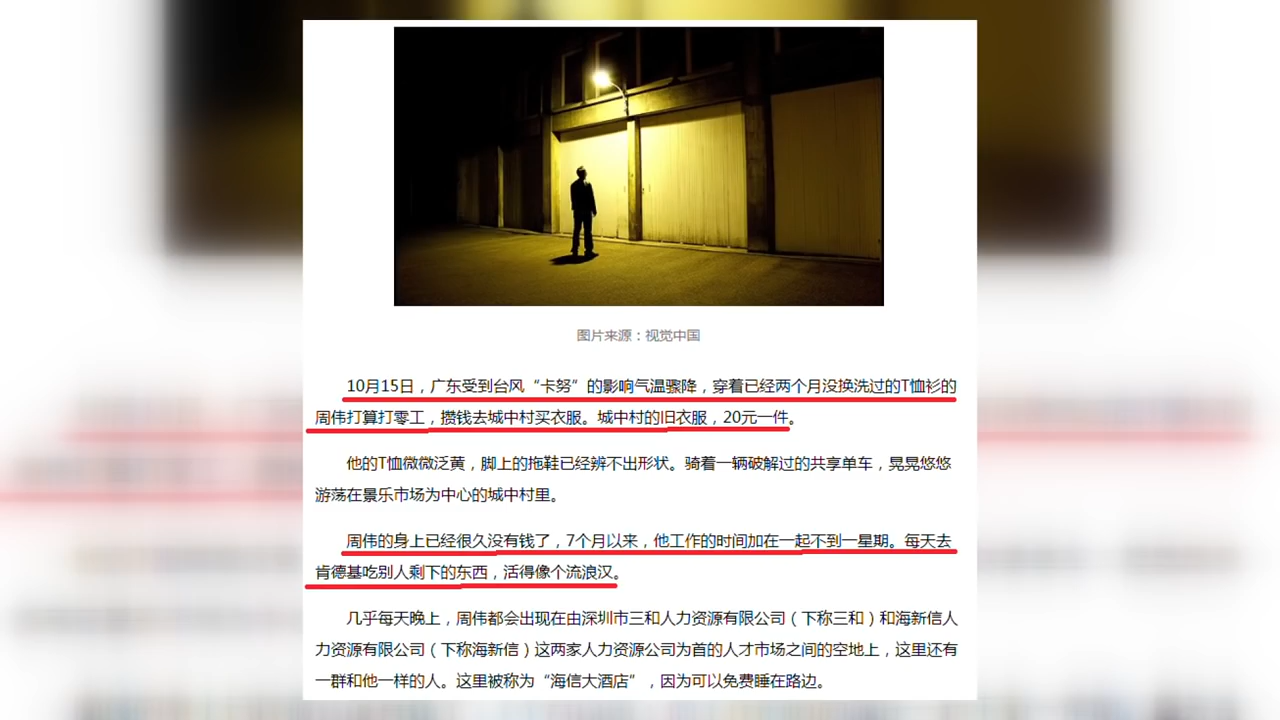 图片来源：视觉中国
10月15日，广东受到台风“卡努”的影响气温骤降，穿着已经两个月没换洗过的T恤衫的
周伟打算打零工，攒钱去城中村买衣服。城中村的旧衣服，20元一件。
他的T恤微微泛黄，脚上的拖鞋已经辨不出形状。骑着一辆破解过的共享单车，晃晃悠悠
游荡在景乐市场为中心的城中村里。
周伟的身上已经很久没有钱了，7个月以来，他工作的时间加在一起不到一星期。每天去
肯德基吃别人剩下的东西，活得像个流浪汉。
几乎每天晚上，周伟都会出现在由深圳市三和人力资源有限公司（下称三和）和海新信人
力资源有限公司（下称海新信）这两家人力资源公司为首的人才市场之间的空地上，这里还有
一群和他一样的人。这里被称为“海信大酒店”，因为可以免费睡在路边。